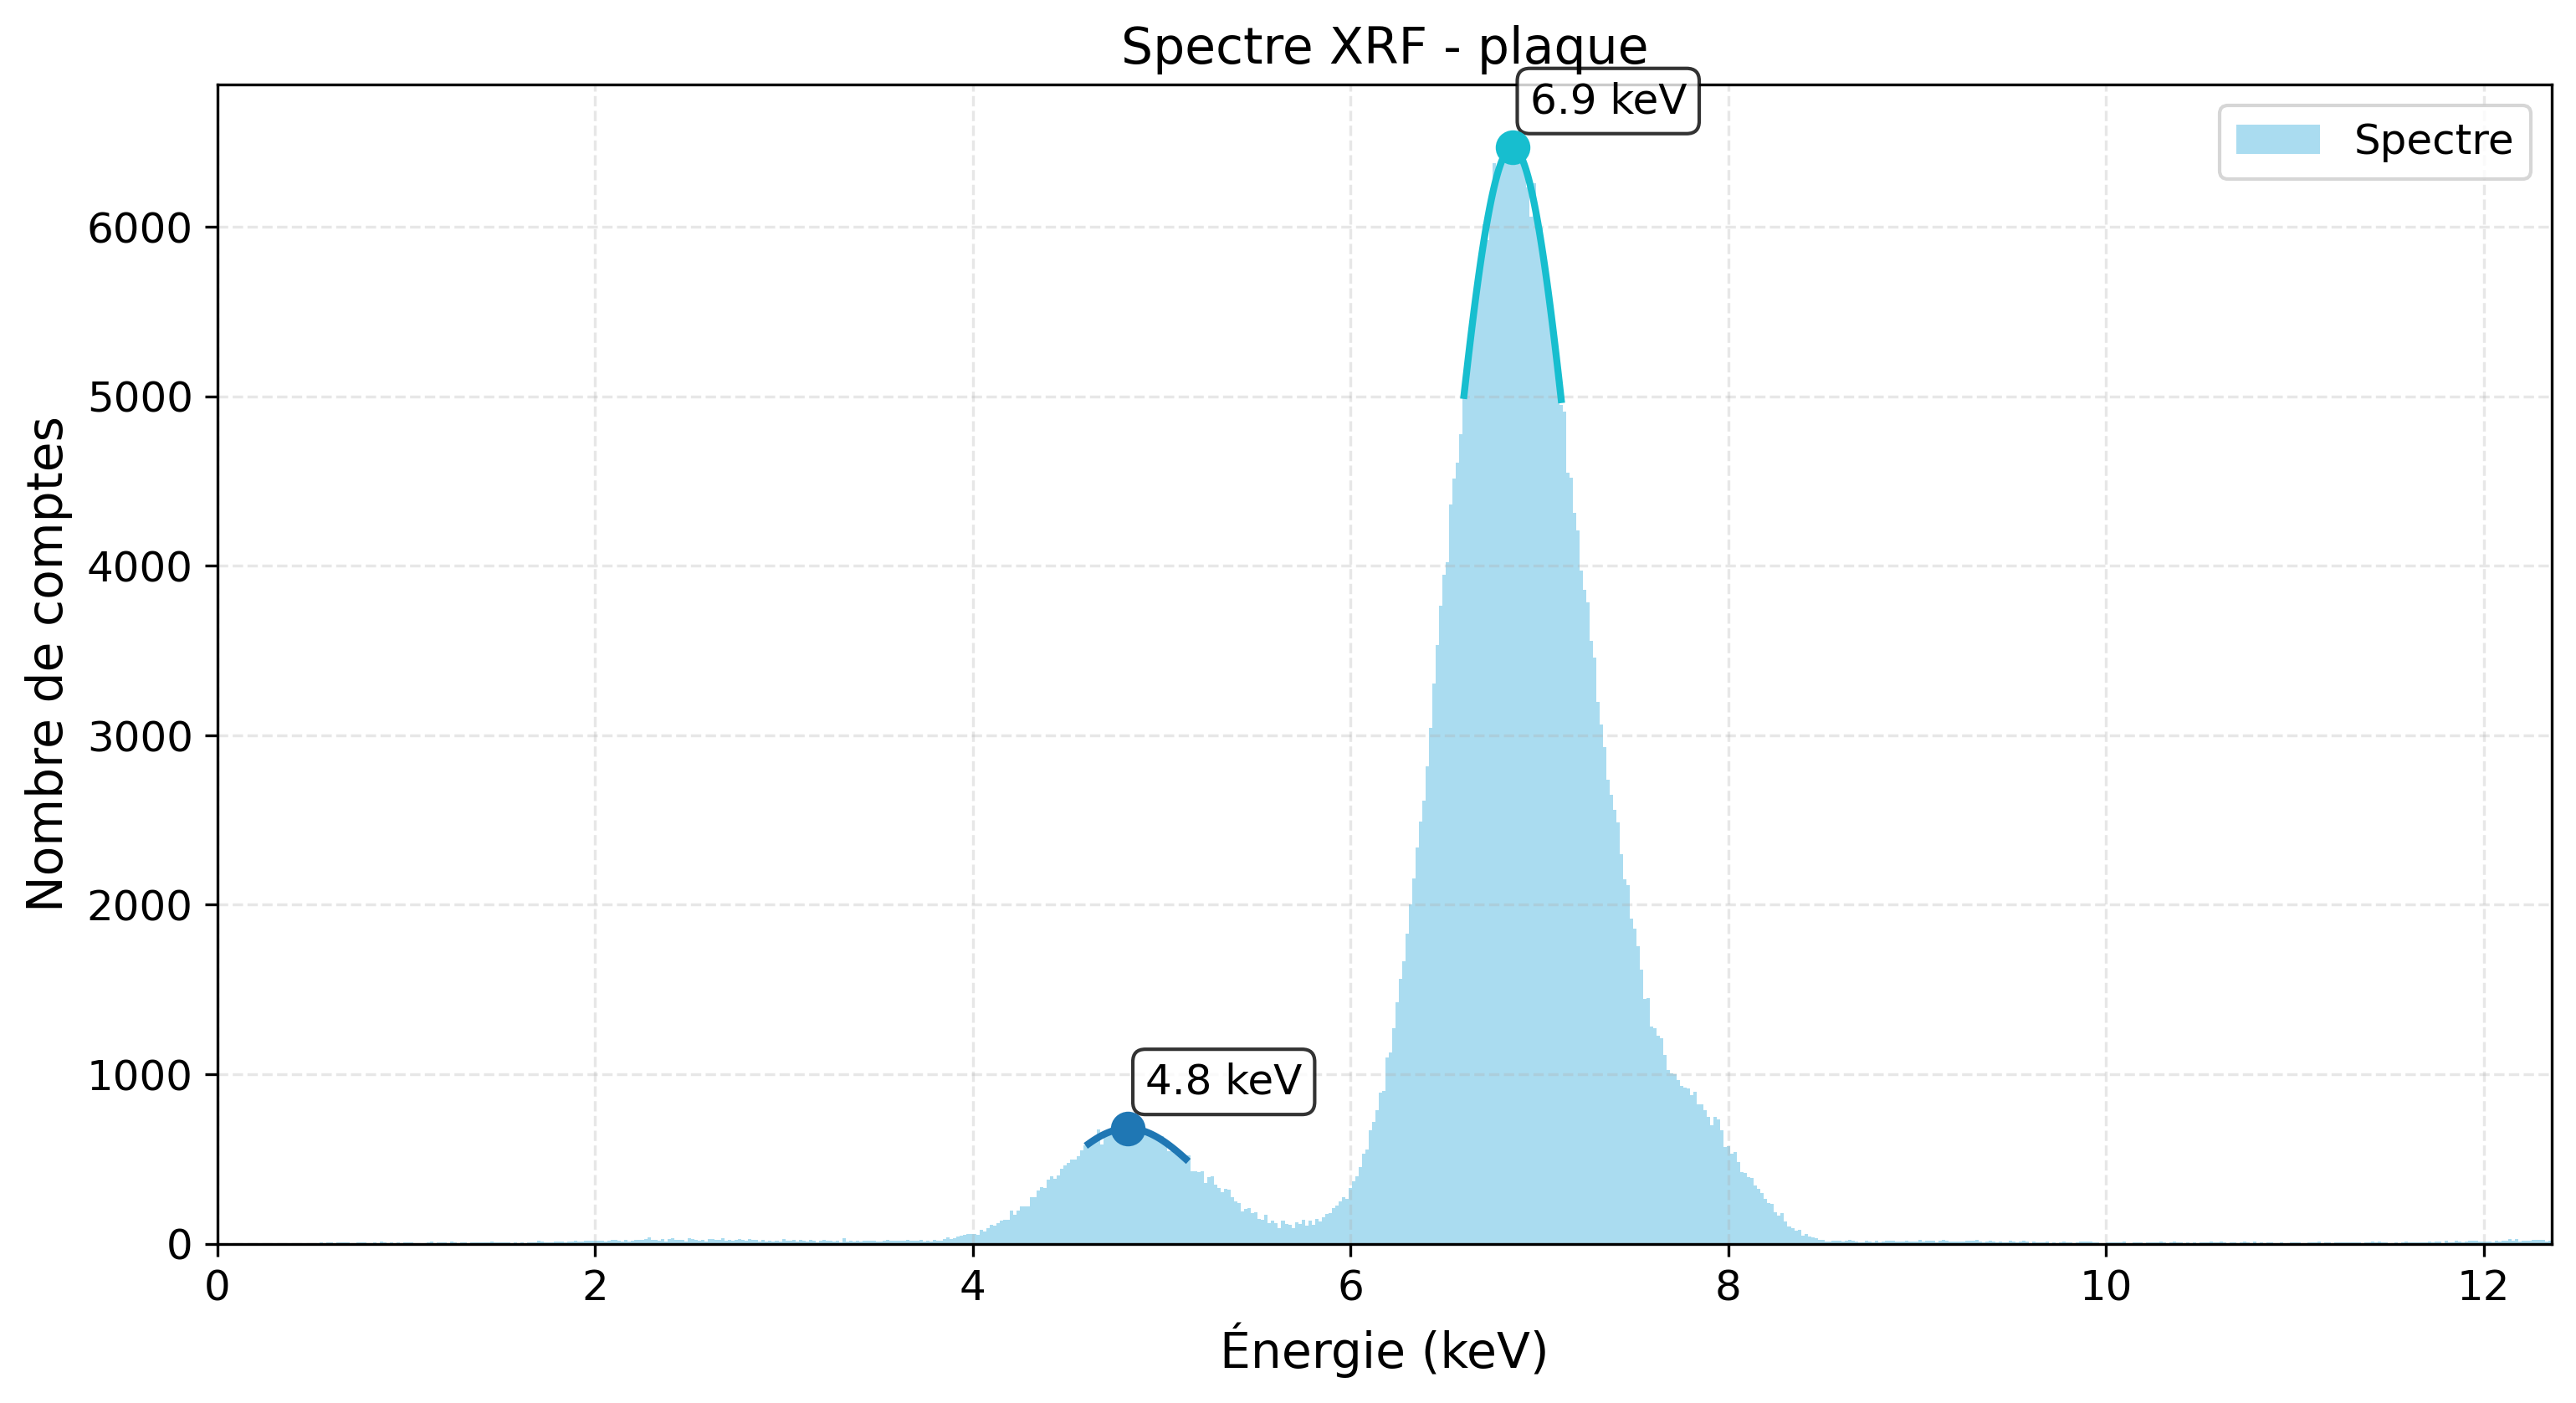 Spectre XRF - plaque
6.9 keV
Spectre
6000
5000
4000
3000
2000
1000
0
4.8 keV
Nombre de comptes
0 2 4 6 8 10 12
Énergie (keV)